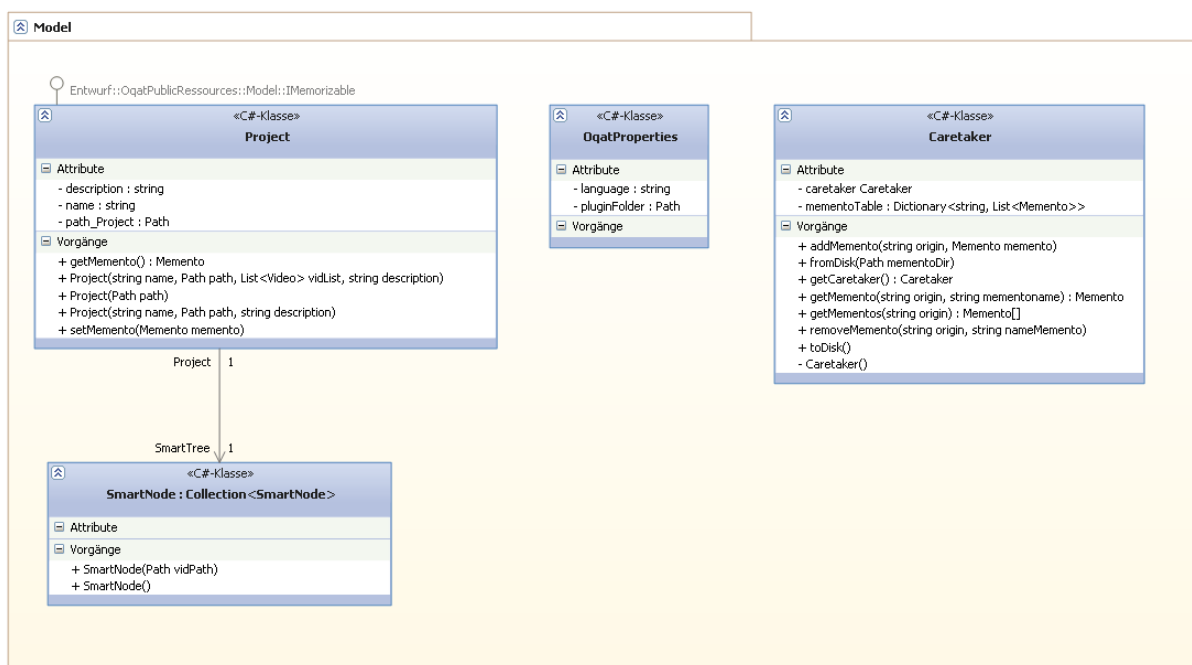 Model
Entwurf::OqatPublicRessources::Model::IMemorizable
«C#-Klasse»
Project
Attribute
- description : string
- name : string
- path_Project : Path
Vorgänge
+ getMemento() : Memento
+ Project(string name, Path path, List<Video> vidList, string description)
+ Project(Path path)
+ Project(string name, Path path, string description)
+ setMemento(Memento memento)
«C#-Klasse»
OqatProperties
Attribute
- language : string
- pluginFolder : Path
Vorgänge
«C#-Klasse»
Caretaker
Attribute
- caretaker Caretaker
- mementoTable : Dictionary<string, List<Memento>>
Vorgänge
+ addMemento(string origin, Memento memento)
+ fromDisk(Path mementoDir)
+ getCaretaker() : Caretaker
+ getMemento(string origin, string mementoname) : Memento
+ getMementos(string origin) : Memento[]
+ removeMemento(string origin, string nameMemento)
+ toDisk()
- Caretaker()
Project 1
SmartTree 1
«C#-Klasse»
SmartNode : Collection<SmartNode>
Attribute
Vorgänge
+ SmartNode(Path vidPath)
+ SmartNode()